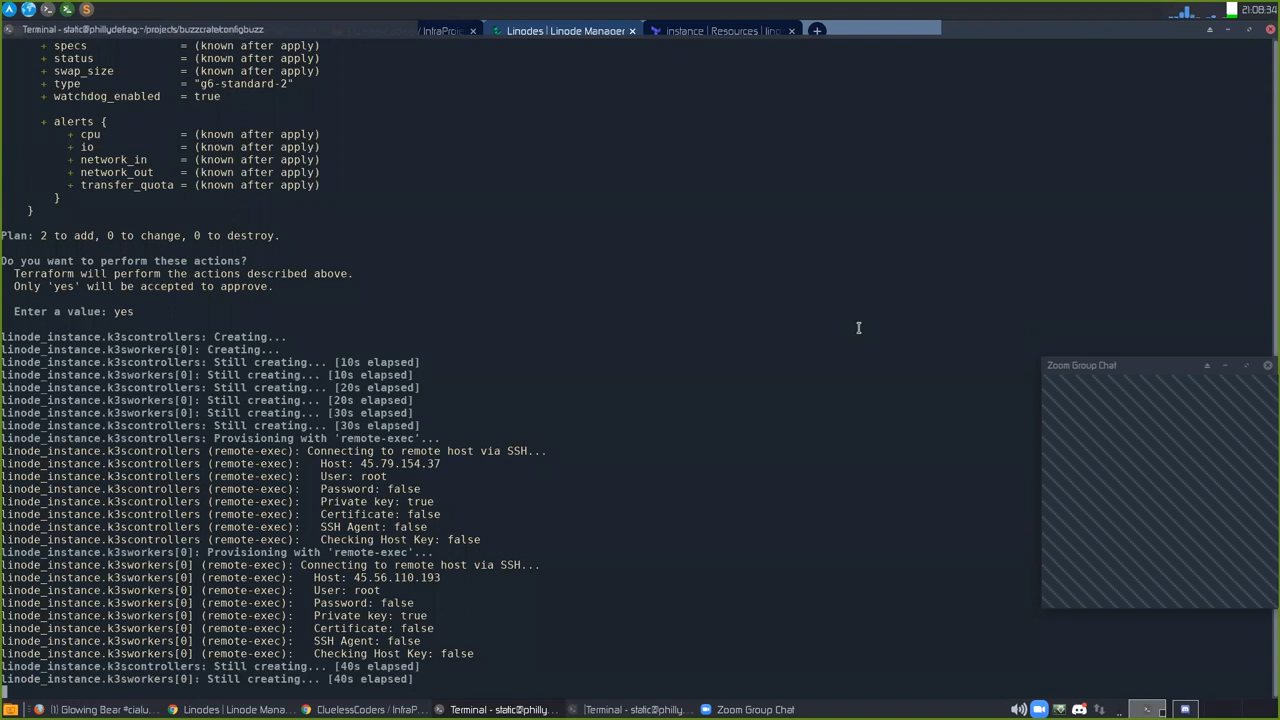 21:08:34
Terminal - static@phillydefrag:~/projects/buzzcrate/configbuzz
/ InfraProj
Linodes | Linode Manager
instance | Resources | lin
+ specs = (known after apply)
+ status = (known after apply)
+ swap_size = (known after apply)
+ type = "g6-standard-2"
+ watchdog_enabled = true
+ alerts {
+ cpu = (known after apply)
+ io = (known after apply)
+ network_in = (known after apply)
+ network_out = (known after apply)
+ transfer_quota = (known after apply)
}
}
Plan: 2 to add, 0 to change, 0 to destroy.
Do you want to perform these actions?
Terraform will perform the actions described above.
Only 'yes' will be accepted to approve.
Enter a value: yes
linode_instance.k3scontrollers: Creating...
linode_instance.k3sworkers[0]: Creating...
linode_instance.k3scontrollers: Still creating... [10s elapsed]
linode_instance.k3sworkers[0]: Still creating... [10s elapsed]
linode_instance.k3scontrollers: Still creating... [20s elapsed]
linode_instance.k3sworkers[0]: Still creating... [20s elapsed]
linode_instance.k3scontrollers: Still creating... [30s elapsed]
linode_instance.k3sworkers[0]: Still creating... [30s elapsed]
linode_instance.k3scontrollers: Provisioning with 'remote-exec'...
linode_instance.k3scontrollers (remote-exec): Connecting to remote host via SSH...
linode_instance.k3scontrollers (remote-exec):   Host: 45.79.154.37
linode_instance.k3scontrollers (remote-exec):   User: root
linode_instance.k3scontrollers (remote-exec):   Password: false
linode_instance.k3scontrollers (remote-exec):   Private key: true
linode_instance.k3scontrollers (remote-exec):   Certificate: false
linode_instance.k3scontrollers (remote-exec):   SSH Agent: false
linode_instance.k3scontrollers (remote-exec):   Checking Host Key: false
linode_instance.k3sworkers[0]: Provisioning with 'remote-exec'...
linode_instance.k3sworkers[0] (remote-exec): Connecting to remote host via SSH...
linode_instance.k3sworkers[0] (remote-exec):   Host: 45.56.110.193
linode_instance.k3sworkers[0] (remote-exec):   User: root
linode_instance.k3sworkers[0] (remote-exec):   Password: false
linode_instance.k3sworkers[0] (remote-exec):   Private key: true
linode_instance.k3sworkers[0] (remote-exec):   Certificate: false
linode_instance.k3sworkers[0] (remote-exec):   SSH Agent: false
linode_instance.k3sworkers[0] (remote-exec):   Checking Host Key: false
linode_instance.k3scontrollers: Still creating... [40s elapsed]
linode_instance.k3sworkers[0]: Still creating... [40s elapsed]
Zoom Group Chat
(1) Glowing Bear #cialu...
Linodes | Linode Mana...
CluelessCoders / InfraP...
Terminal - static@philly...
[Terminal - static@philly...
Zoom Group Chat